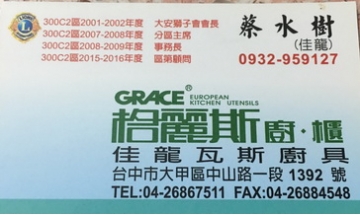 300C2區2001-2002年度 大安獅子會會長
300C2區2007-2008年度 分區主席
300C2區2008-2009年度 事務長
300C2區2015-2016年度 區第顧問
蔡水樹
(佳龍)
0932-959127
GRACE® EUROPEAN KITCHEN UTENSILS
格麗斯廚·櫃
佳龍瓦斯廚具
台中市大甲區中山路一段1392號
TEL:04-26867511 FAX:04-26884548